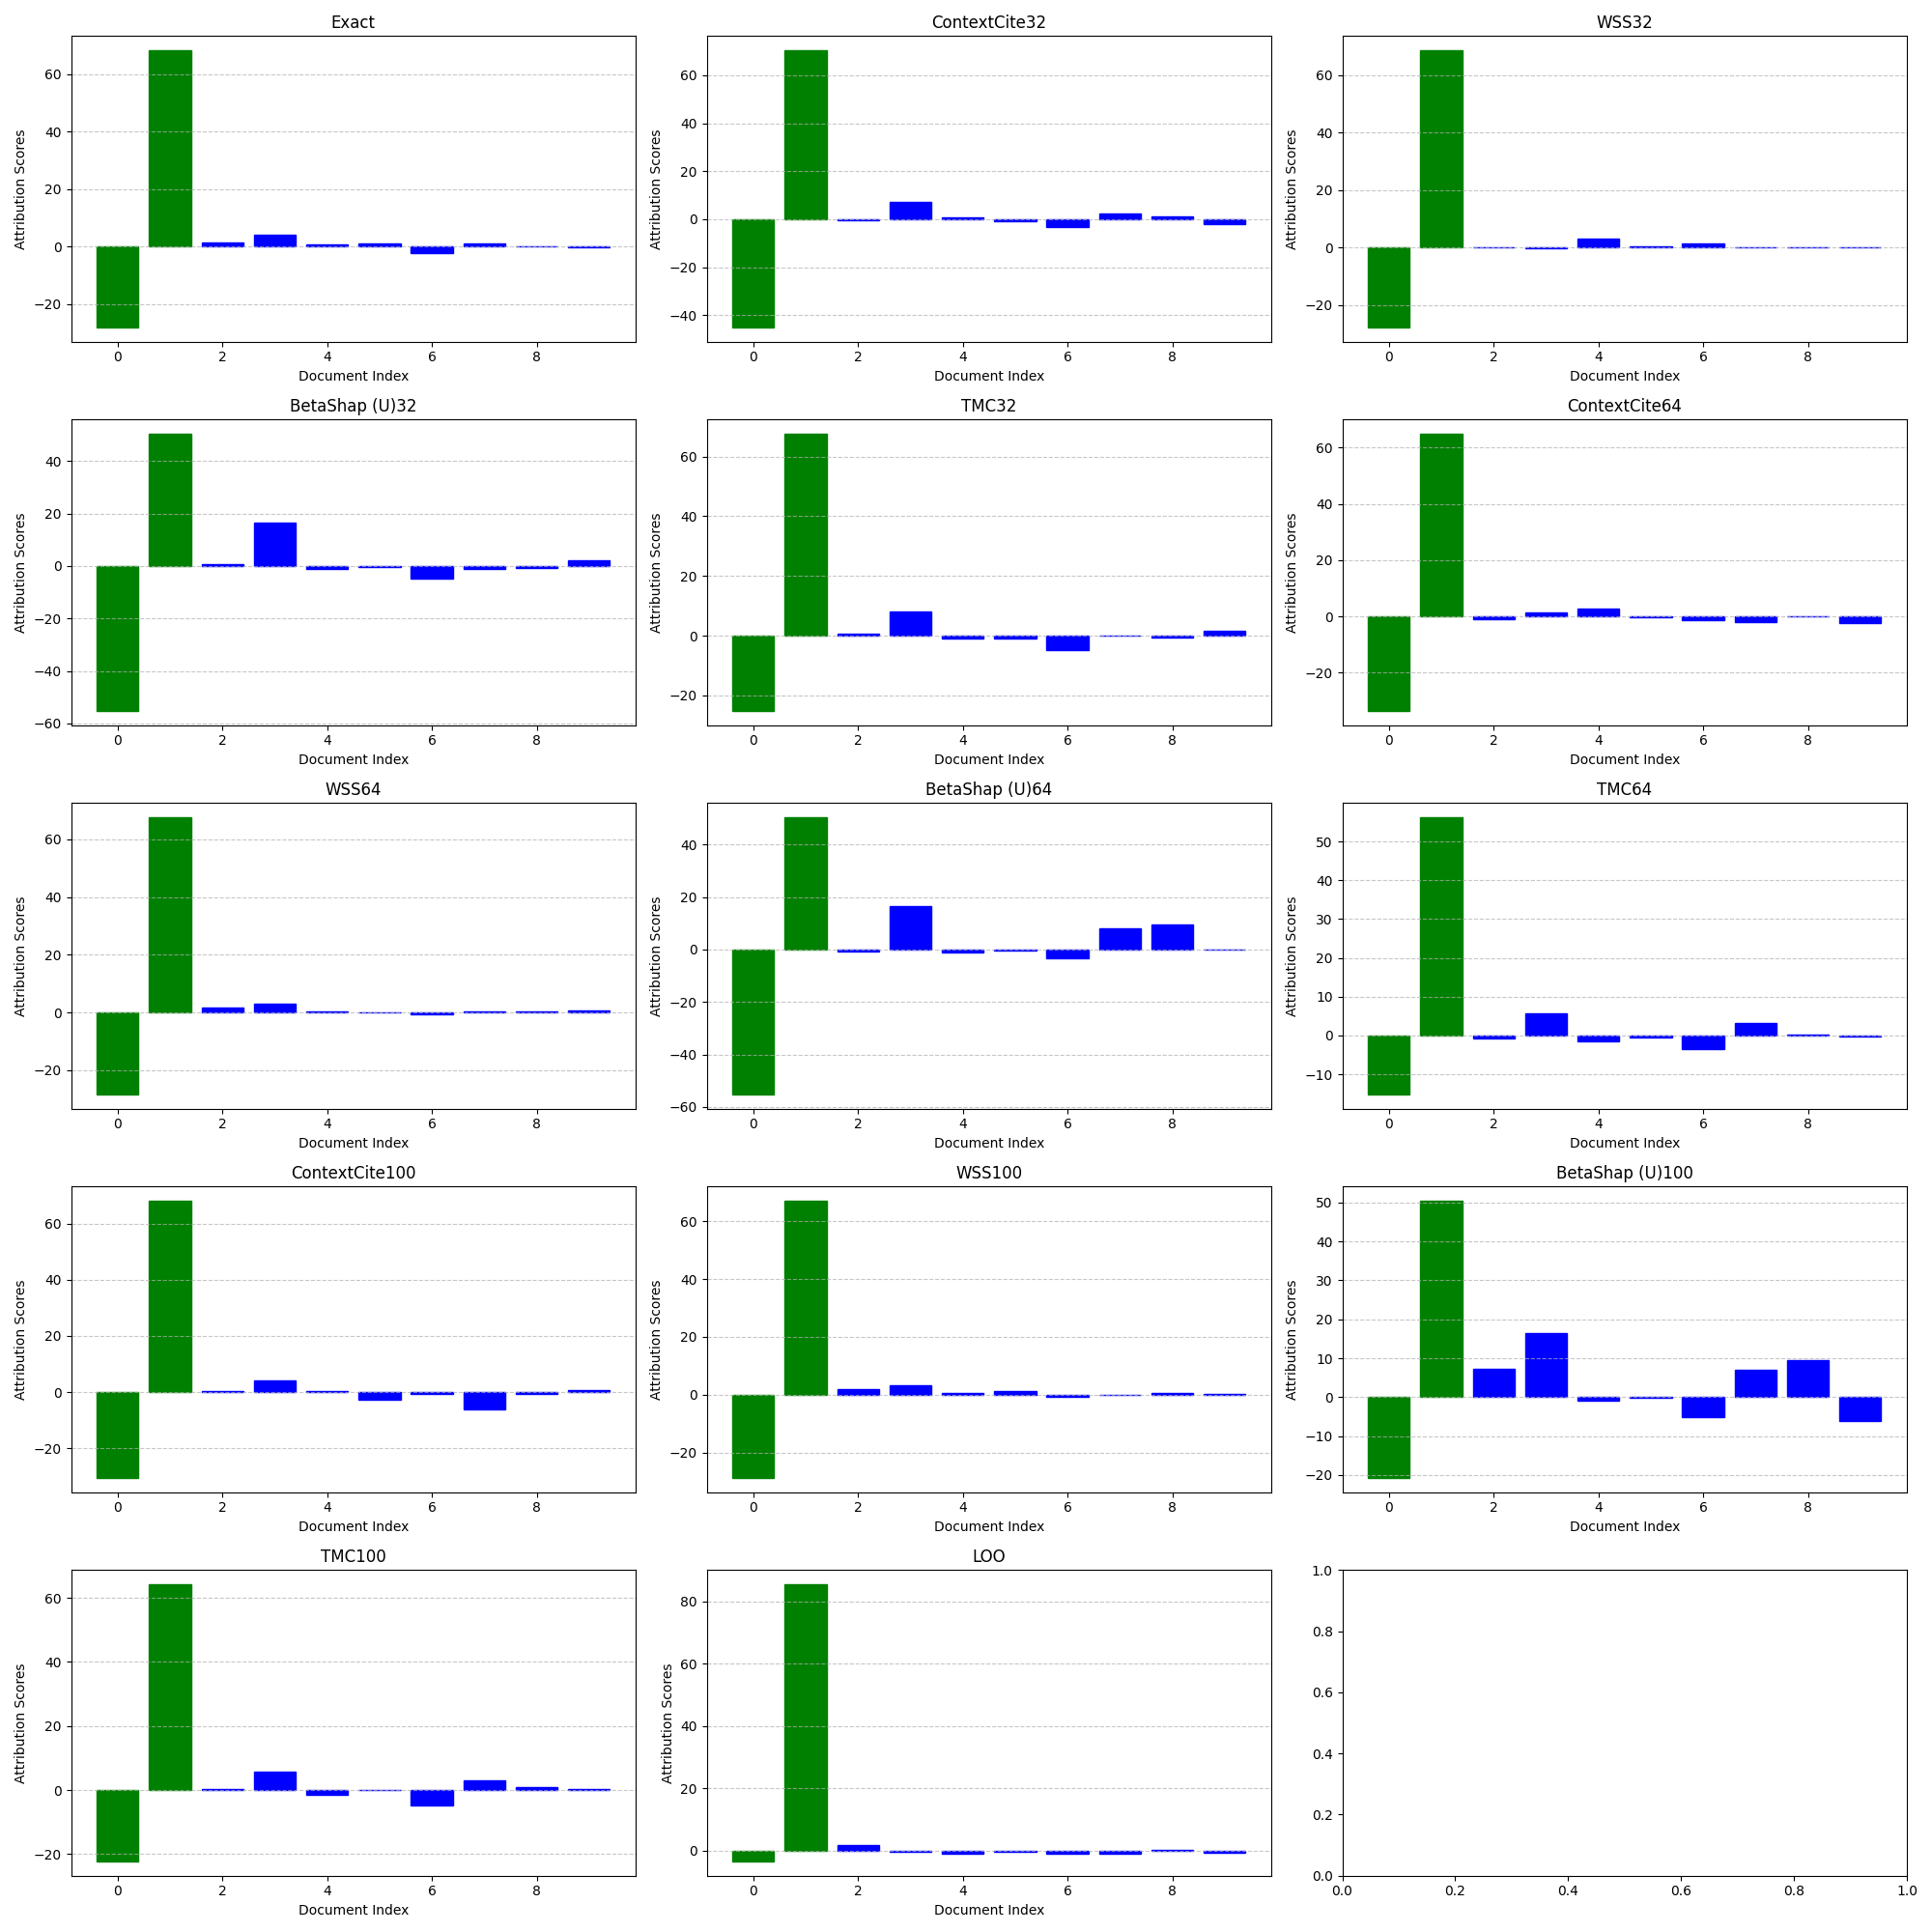 Exact
ContextCite32
WSS32
60
40
20
0
−20
Attribution Scores
0 2 4 6 8
Document Index
60
40
20
0
−20
−40
Attribution Scores
0 2 4 6 8
Document Index
60
40
20
0
−20
Attribution Scores
0 2 4 6 8
Document Index
BetaShap (U)32
TMC32
ContextCite64
40
20
0
−20
−40
−60
Attribution Scores
0 2 4 6 8
Document Index
60
40
20
0
−20
Attribution Scores
0 2 4 6 8
Document Index
60
40
20
0
−20
Attribution Scores
0 2 4 6 8
Document Index
WSS64
BetaShap (U)64
TMC64
60
40
20
0
−20
Attribution Scores
0 2 4 6 8
Document Index
40
20
0
−20
−40
−60
Attribution Scores
0 2 4 6 8
Document Index
50
40
30
20
10
0
−10
Attribution Scores
0 2 4 6 8
Document Index
ContextCite100
WSS100
BetaShap (U)100
60
40
20
0
−20
Attribution Scores
0 2 4 6 8
Document Index
60
40
20
0
−20
Attribution Scores
0 2 4 6 8
Document Index
50
40
30
20
10
0
−10
−20
Attribution Scores
0 2 4 6 8
Document Index
TMC100
LOO
60
40
20
0
−20
Attribution Scores
0 2 4 6 8
Document Index
80
60
40
20
0
Attribution Scores
0 2 4 6 8
Document Index
1.0
0.8
0.6
0.4
0.2
0.0
0.0 0.2 0.4 0.6 0.8 1.0